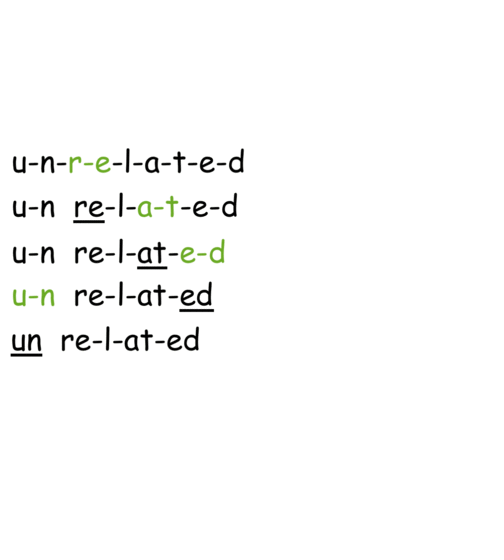 u-n-r-e-l-a-t-e-d
u-n re-l-a-t-e-d
u-n re-l-at-e-d
u-n re-l-at-ed
un re-l-at-ed